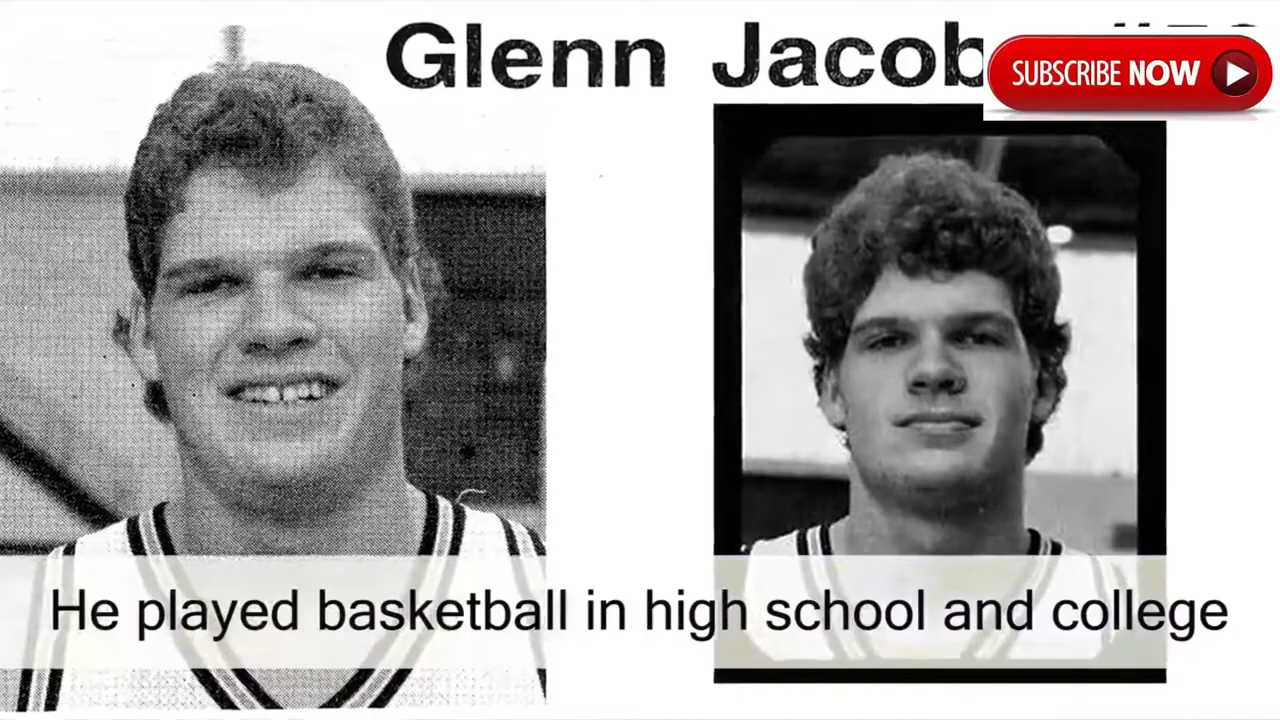 Glenn Jacob
SUBSCRIBE NOW
He played basketball in high school and college